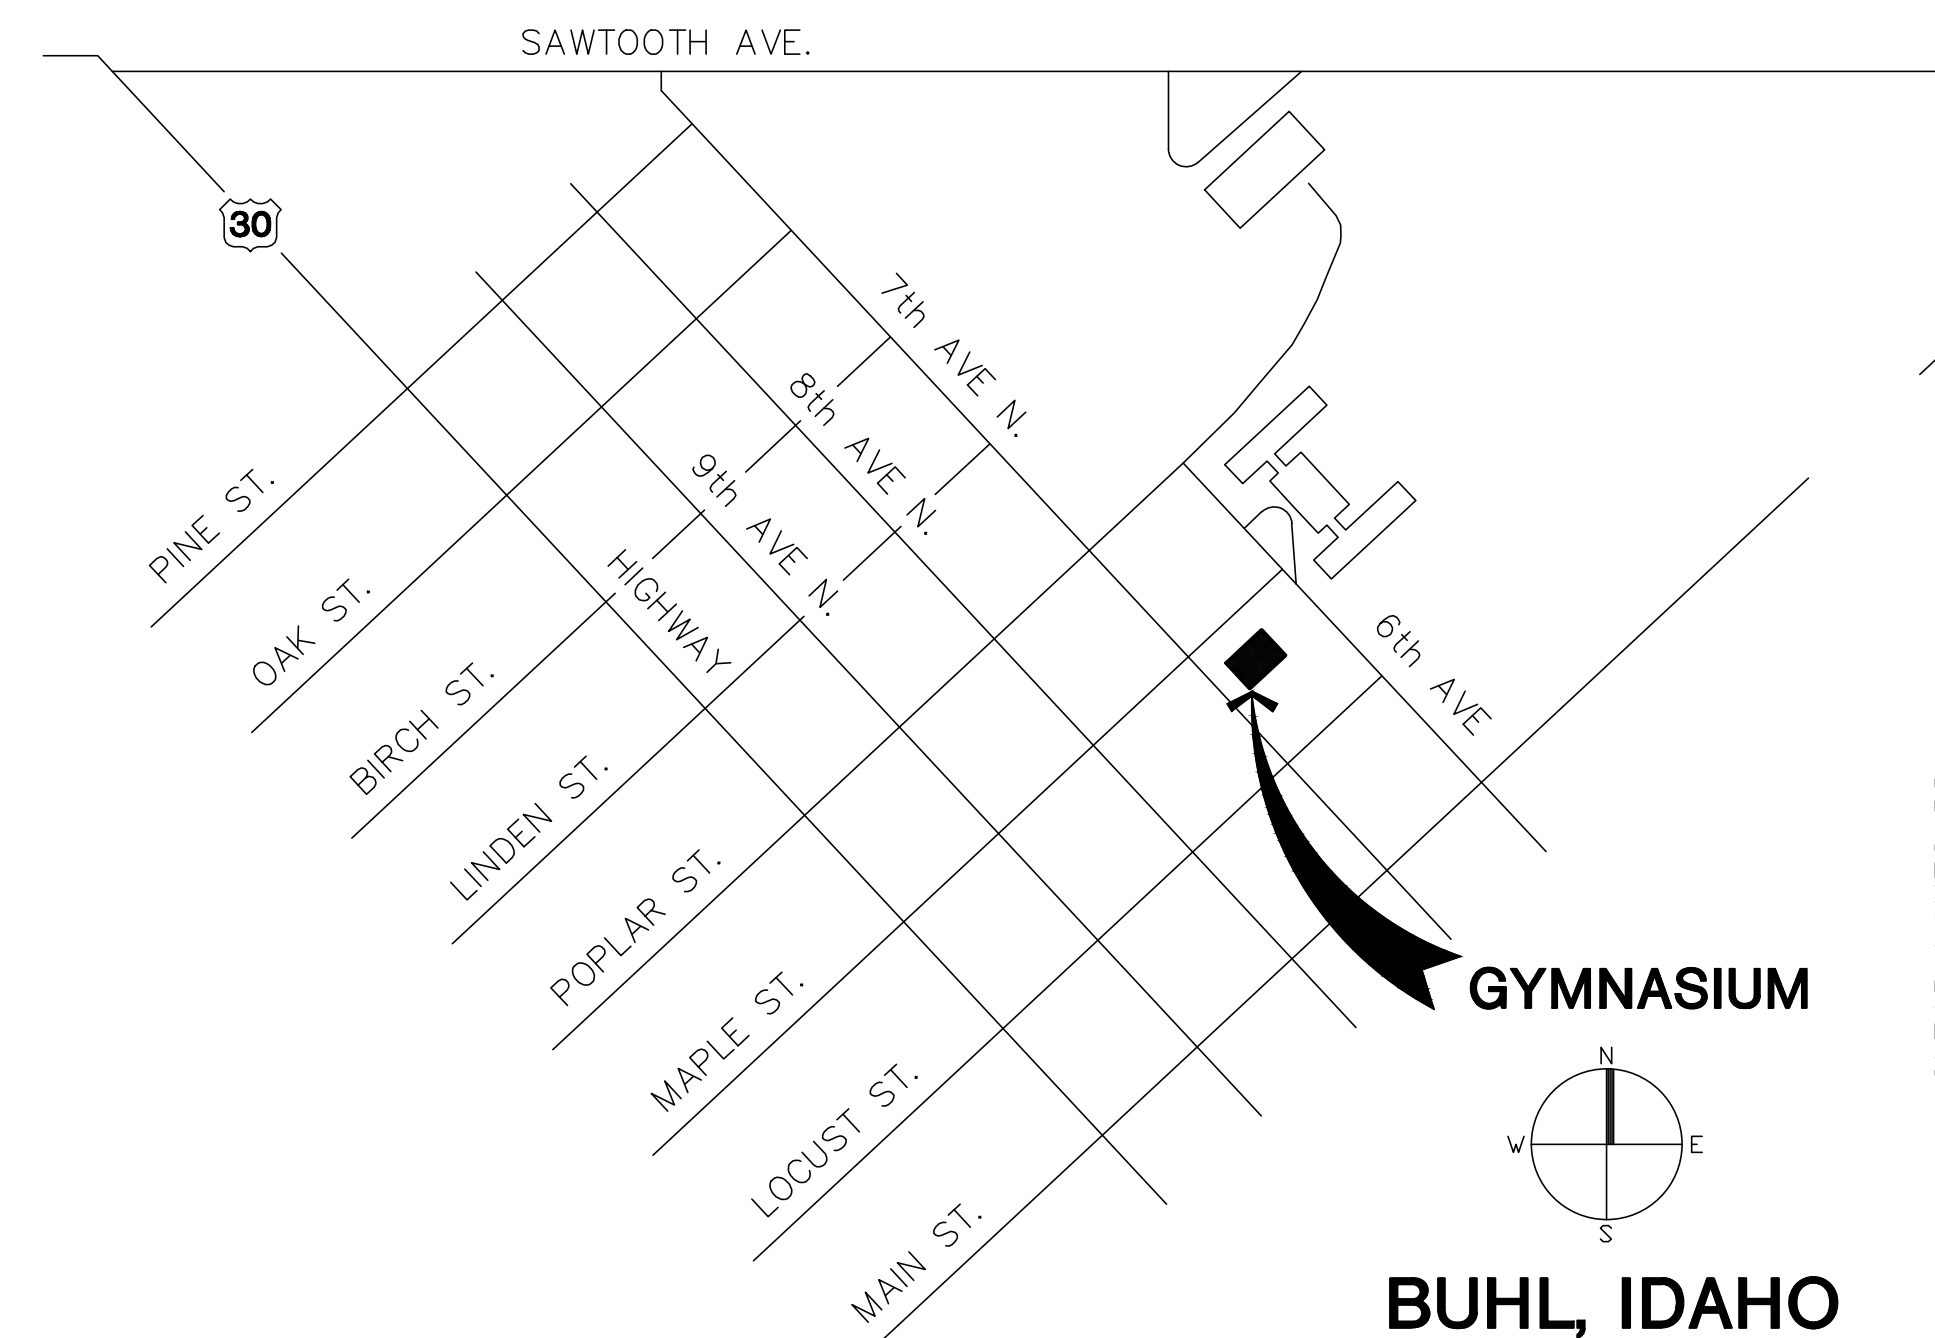 SAWTOOTH AVE.
30
7th AVE N.
8th AVE N.
9th AVE N.
HIGHWAY
6th AVE
PINE ST.
OAK ST.
BIRCH ST.
LINDEN ST.
POPLAR ST.
MAPLE ST.
LOCUST ST.
MAIN ST.
GYMNASIUM
N
W E
S
BUHL, IDAHO